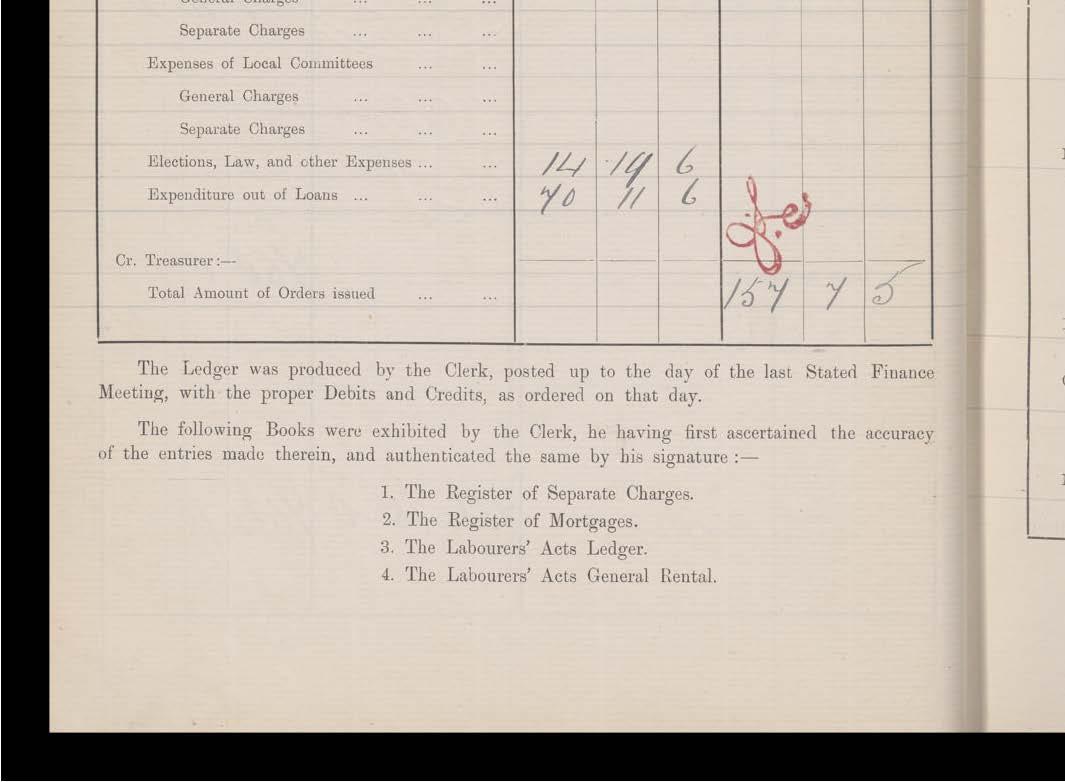 General Charges ... ... ...
Separate Charges ... ... ...
Expenses of Local Committees ... ...
General Charges ... ... ...
Separate Charges ... ... ...
Elections, Law, and other Expenses ... ... 14 19 6
Expenditure out of Loans ... ... ... 70 11 6
Cr. Treasurer :—
Total Amount of Orders issued ... ... 157 7 5
The Ledger was produced by the Clerk, posted up to the day of the last Stated Finance
Meeting, with the proper Debits and Credits, as ordered on that day.
The following Books were exhibited by the Clerk, he having first ascertained the accuracy
of the entries made therein, and authenticated the same by his signature :—
1. The Register of Separate Charges.
2. The Register of Mortgages.
3. The Labourers' Acts Ledger.
4. The Labourers' Acts General Rental.